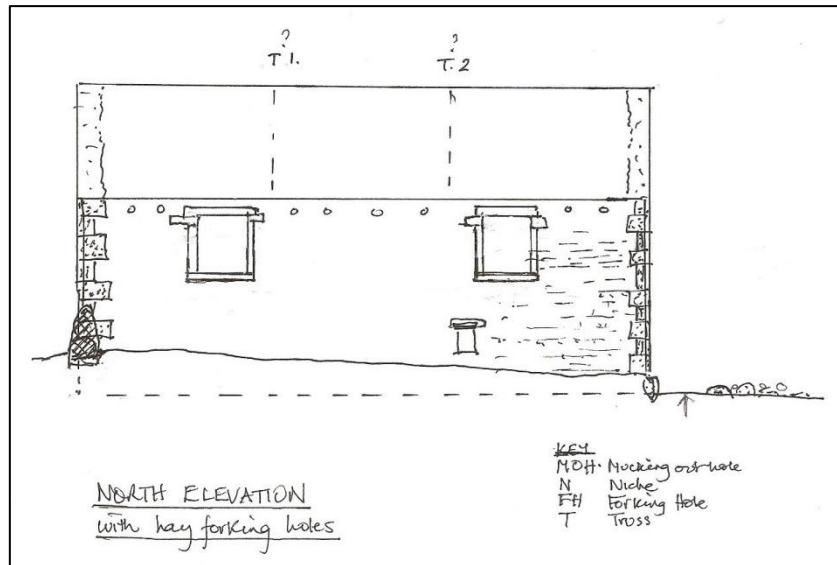 ? ?
T.1. T.2
NORTH ELEVATION
with hay forking holes
KEY
MOH. Mucking out hole
N Niche
FH Forking Hole
T Truss